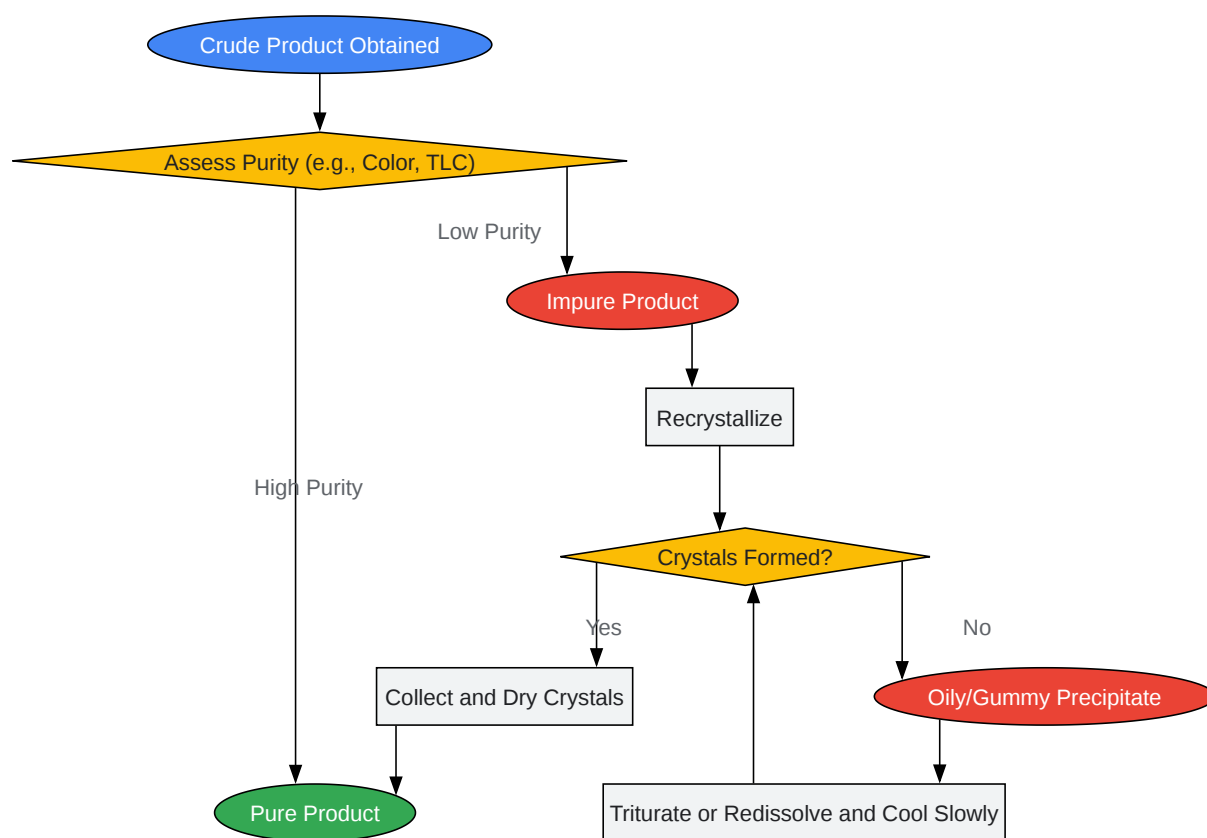 Crude Product Obtained
Assess Purity (e.g., Color, TLC)
Low Purity
Impure Product
Recrystallize
High Purity
Crystals Formed?
Yes
No
Collect and Dry Crystals
Oily/Gummy Precipitate
Pure Product
Triturate or Redissolve and Cool Slowly